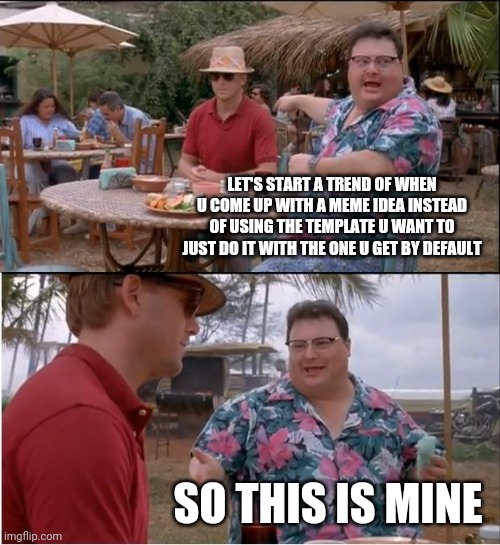 LET'S START A TREND OF WHEN
U COME UP WITH A MEME IDEA INSTEAD
OF USING THE TEMPLATE U WANT TO
JUST DO IT WITH THE ONE U GET BY DEFAULT
SO THIS IS MINE
imgflip.com